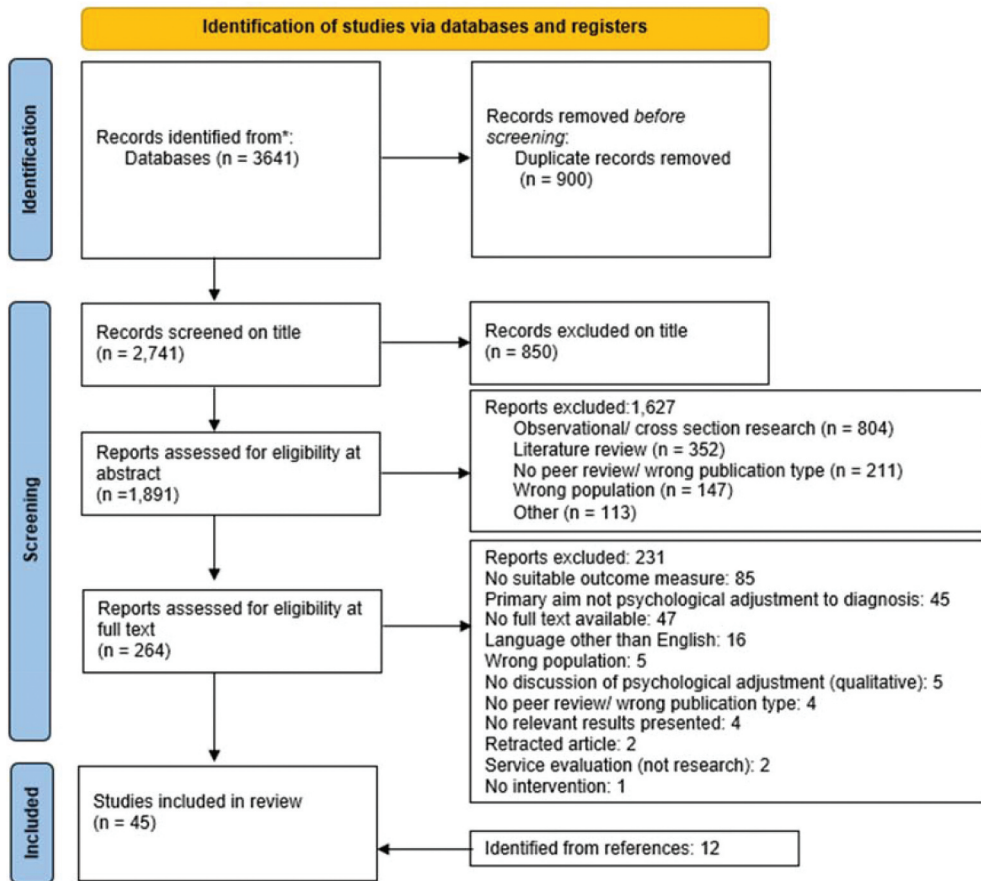 Identification of studies via databases and registers
Identification
Records identified from*:
Databases (n = 3641)
Records removed before
screening:
Duplicate records removed
(n = 900)
Screening
Records screened on title
(n = 2,741)
Records excluded on title
(n = 850)
Reports assessed for eligibility at
abstract
(n =1,891)
Reports excluded:1,627
Observational/ cross section research (n = 804)
Literature review (n = 352)
No peer review/ wrong publication type (n = 211)
Wrong population (n = 147)
Other (n = 113)
Reports assessed for eligibility at
full text
(n = 264)
Reports excluded: 231
No suitable outcome measure: 85
Primary aim not psychological adjustment to diagnosis: 45
No full text available: 47
Language other than English: 16
Wrong population: 5
No discussion of psychological adjustment (qualitative): 5
No peer review/ wrong publication type: 4
No relevant results presented: 4
Retracted article: 2
Service evaluation (not research): 2
No intervention: 1
Included
Studies included in review
(n = 45)
Identified from references: 12